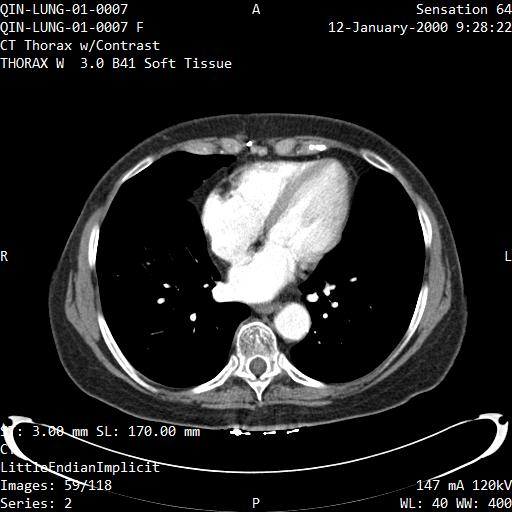 QIN-LUNG-01-0007
A
Sensation 64
QIN-LUNG-01-0007 F
12-January-2000 9:28:22
CT Thorax w/Contrast
THORAX W 3.0 B41 Soft Tissue
R
L
3.00 mm SL: 170.00 mm
LittleEndianImplicit
Images: 59/118
147 mA 120kV
Series: 2
P
WL: 40 WW: 400